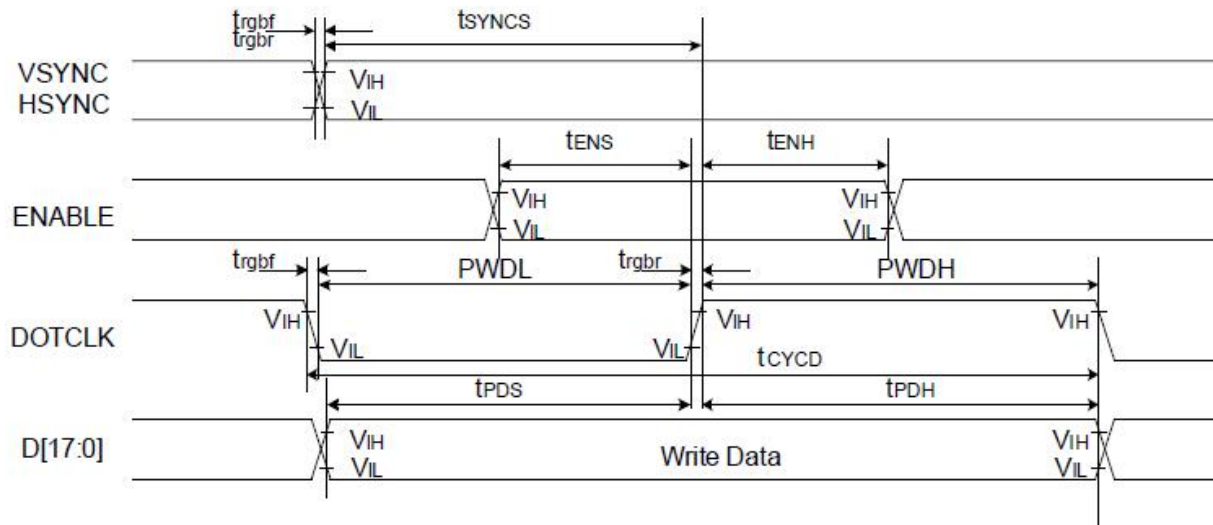 trgbf
trgbr
tSYNCS
VSYNC
HSYNC
VIH
VIL
tENS
tENH
ENABLE
VIH
VIL
VIH
VIL
trgbf
PWDL
trgbr
PWDH
DOTCLK
VIH
VIL
VIL
VIH
VIH
tCYCD
tPDS
tPDH
D[17:0]
VIH
VIL
Write Data
VIH
VIL